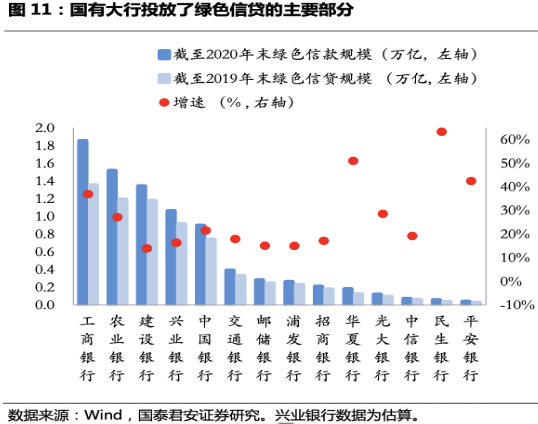 图 11：国有大行投放了绿色信贷的主要部分
截至2020年末绿色信款规模（万亿, 左轴）
截至2019年末绿色信贷规模（万亿, 左轴）
增速（%, 右轴）
2.0
1.8
1.6
1.4
1.2
1.0
0.8
0.6
0.4
0.2
0.0
60%
50%
40%
30%
20%
10%
0%
-10%
工商银行
农业银行
建设银行
兴业银行
中国银行
交通银行
邮储银行
浦发银行
招商银行
华夏银行
光大银行
中信银行
民生银行
平安银行
数据来源：Wind，国泰君安证券研究。兴业银行数据为估算。